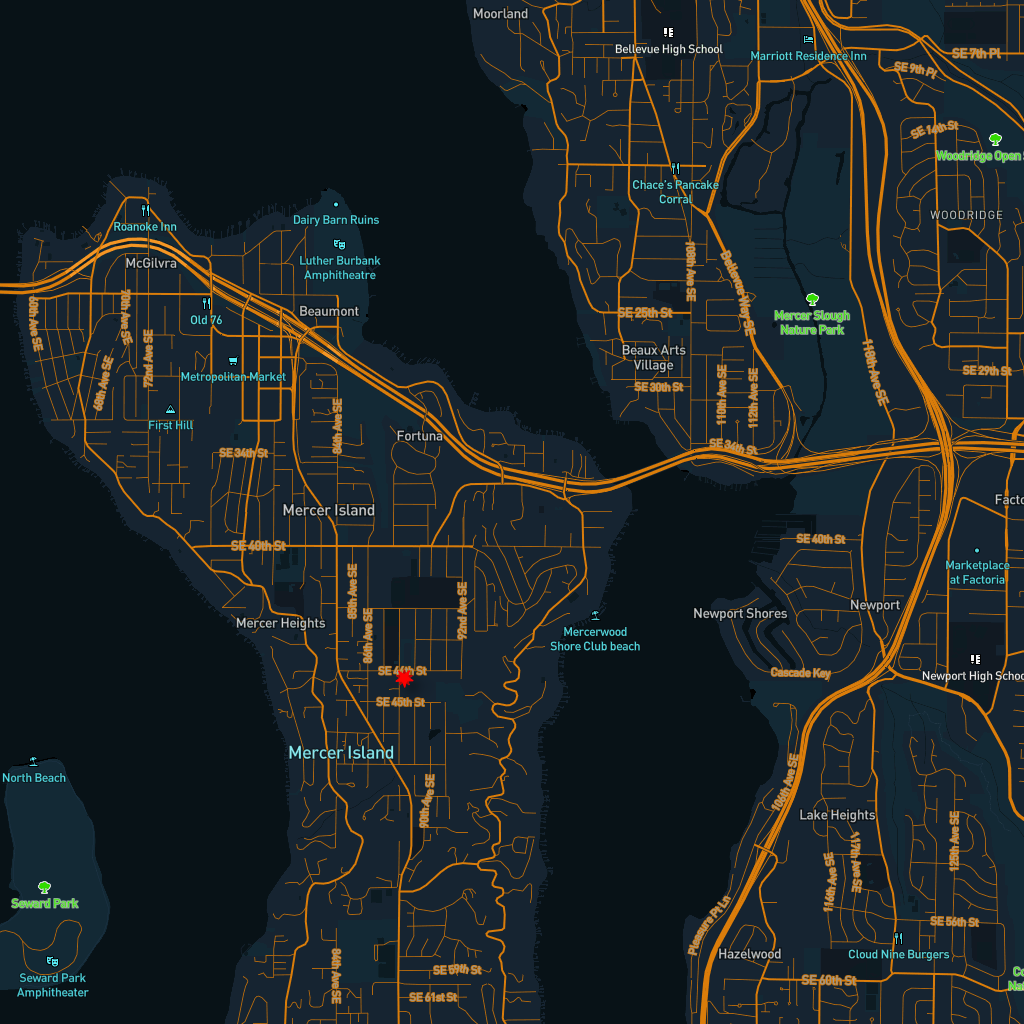 Moorland
Bellevue High School
Marriott Residence Inn
SE 7th Pl
SE 9th Pl
SE 14th St
Woodridge Open
Chace's Pancake
Corral
WOODRIDGE
Dairy Barn Ruins
Roanoke Inn
Luther Burbank
Amphitheatre
McGilvra
108th Ave SE
Bellevue Way SE
60th Ave SE
70th Ave SE
Old 76
Beaumont
SE 25th St
Mercer Slough
Nature Park
72nd Ave SE
68th Ave SE
Metropolitan Market
Beaux Arts
Village
118th Ave SE
SE 29th St
SE 30th St
110th Ave SE
112th Ave SE
First Hill
84th Ave SE
Fortuna
SE 34th St
SE 34th St
Mercer Island
Facto
SE 40th St
SE 40th St
Marketplace
at Factoria
85th Ave SE
86th Ave SE
92nd Ave SE
Newport Shores
Newport
Mercer Heights
Mercerwood
Shore Club beach
SE 44th St
Cascade Key
Newport High Schoo
SE 45th St
Mercer Island
North Beach
90th Ave SE
106th Ave SE
Lake Heights
116th Ave SE
117th Ave SE
125th Ave SE
Seward Park
Pleasure Pt Ln
SE 56th St
Hazelwood
Cloud Nine Burgers
84th Ave SE
SE 59th St
SE 60th St
Seward Park
Amphitheater
SE 61st St
Co
Nat